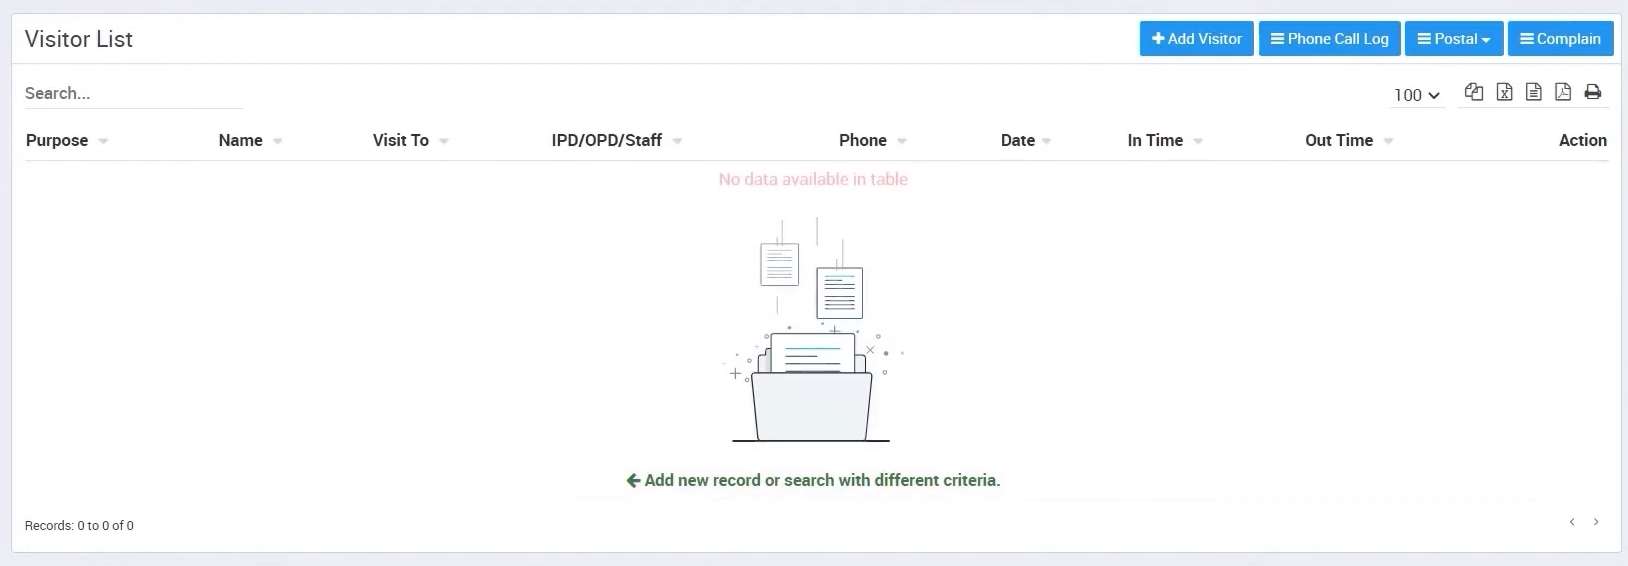 Visitor List
Add Visitor
Phone Call Log
Postal
Complain
Search...
100
Purpose Name Visit To IPD/OPD/Staff Phone Date In Time Out Time Action
No data available in table
Add new record or search with different criteria.
Records: 0 to 0 of 0